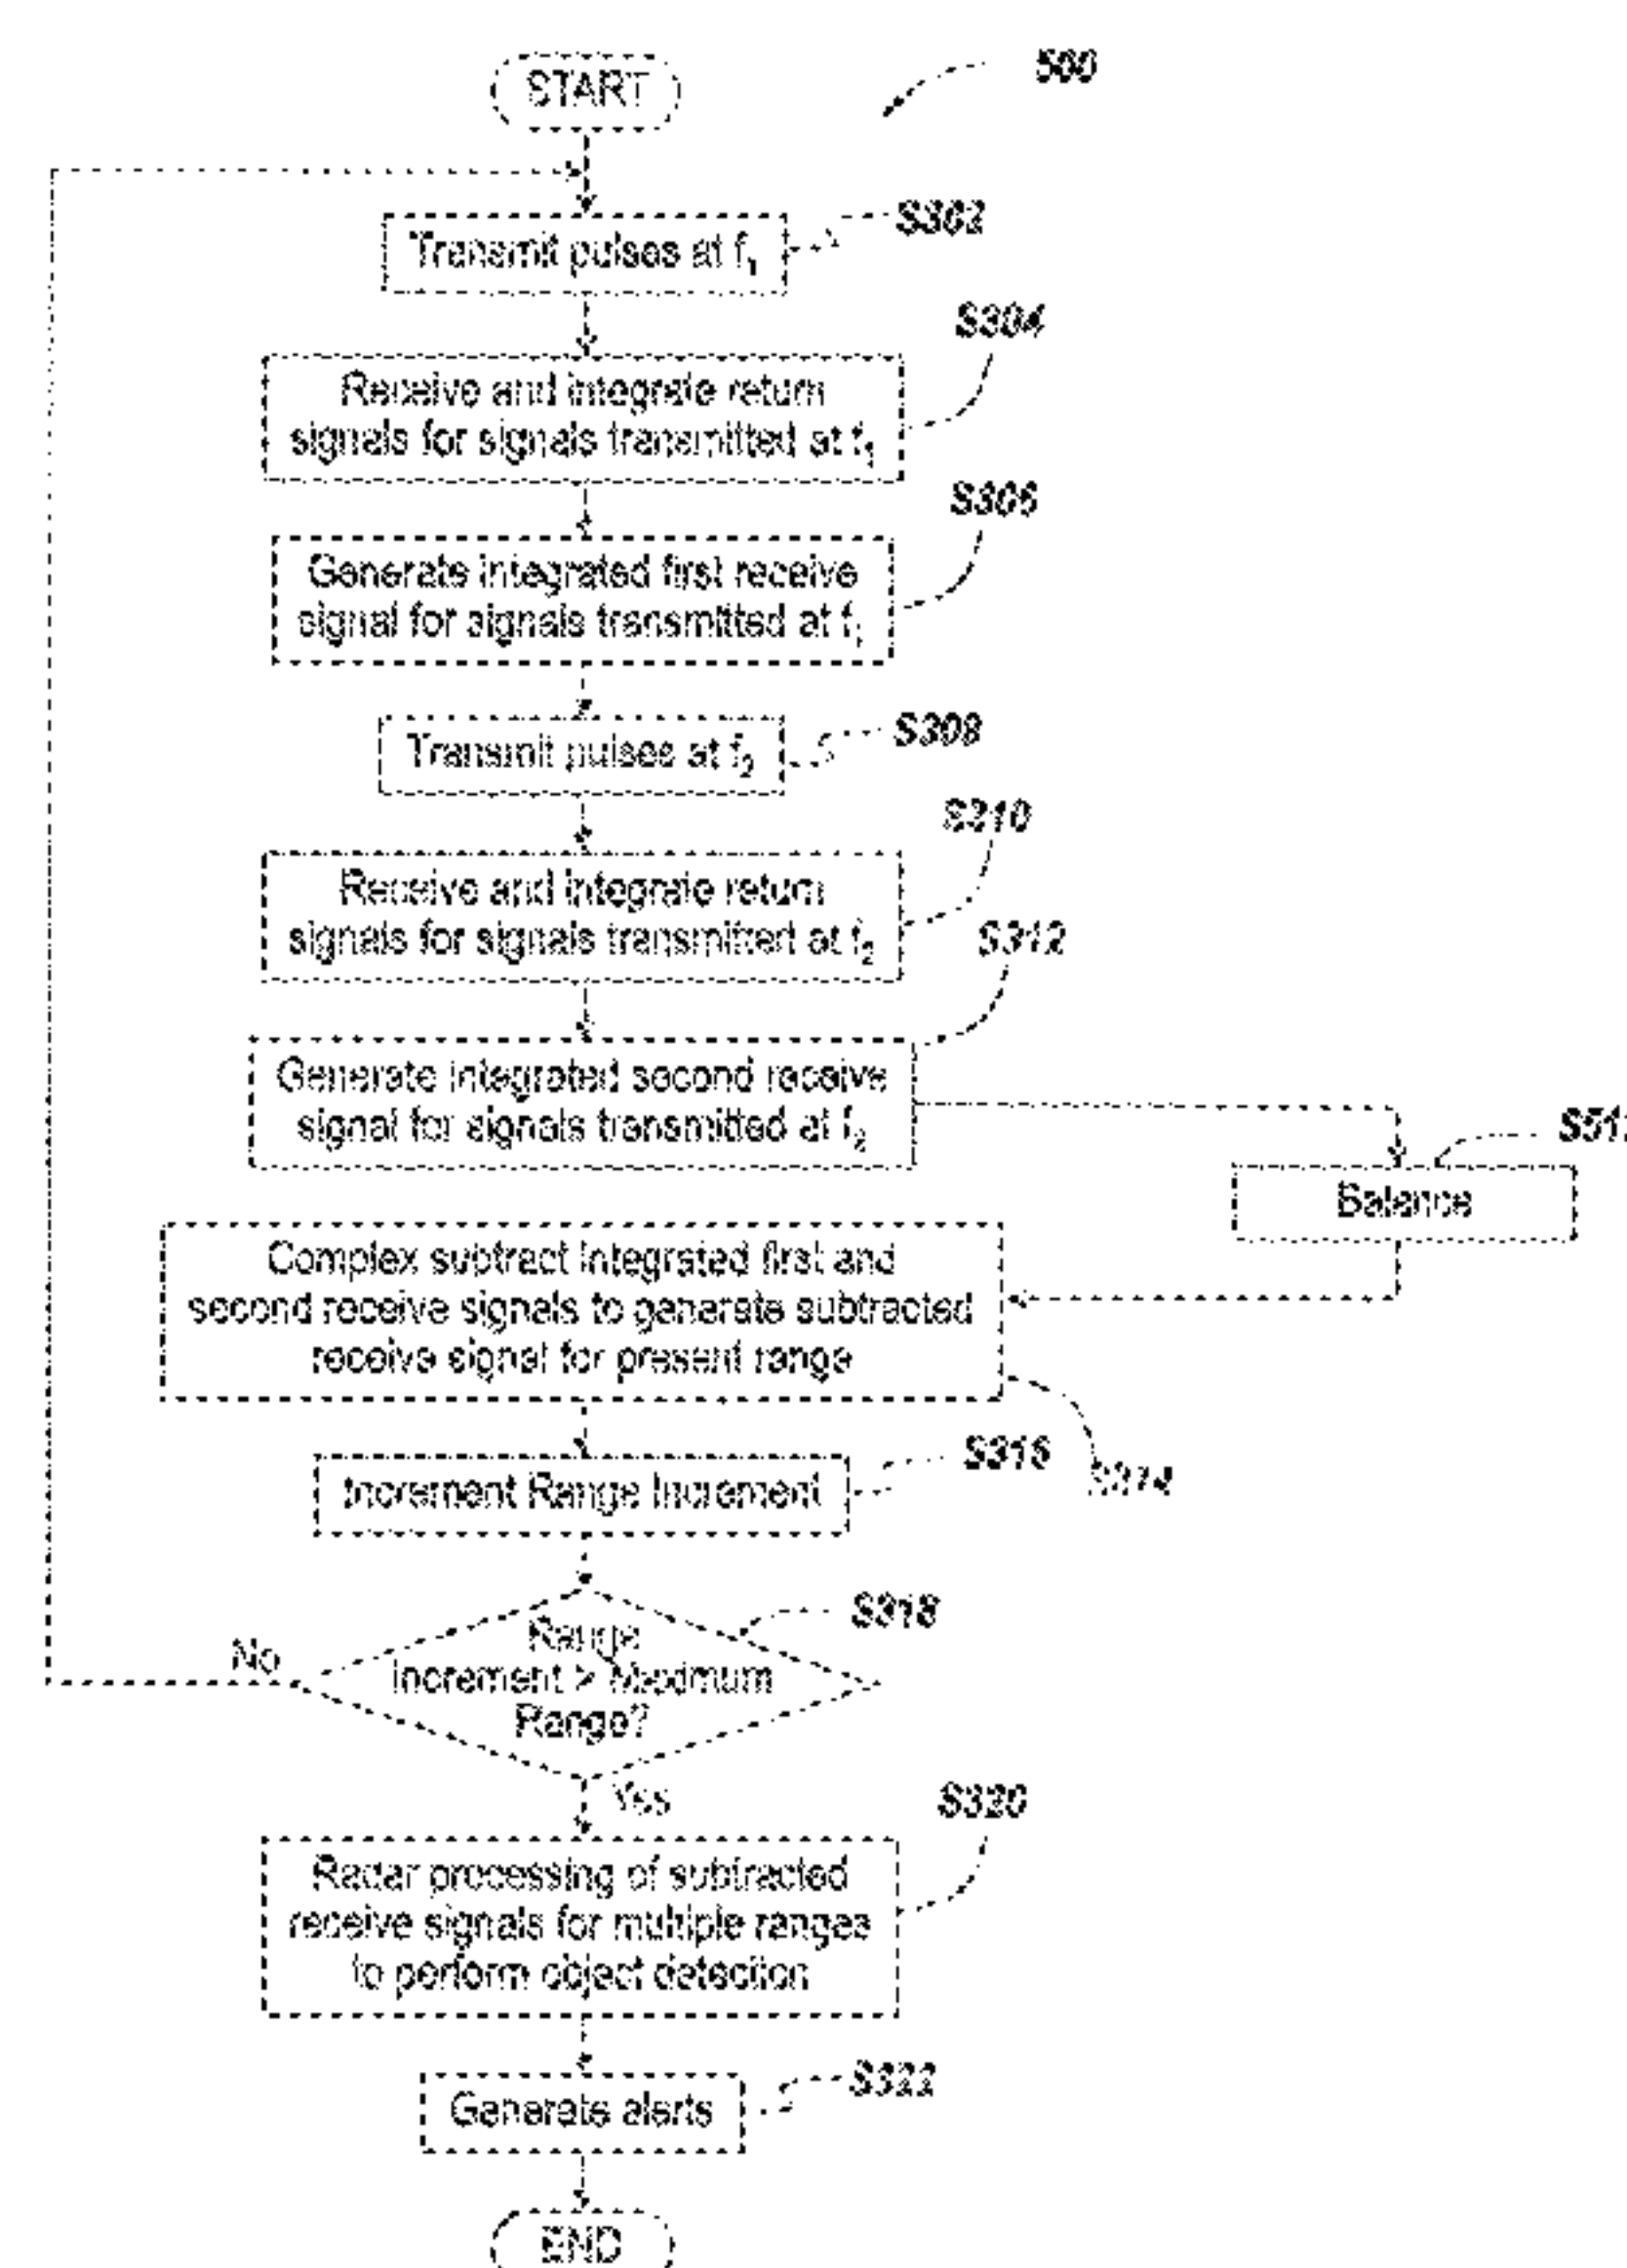 START
500
Transmit pulses at f1
S302
S304
Receive and integrate return
signals for signals transmitted at f1
S306
Generate integrated first receive
signal for signals transmitted at f1
Transmit pulses at f2
S308
S310
Receive and integrate return
signals for signals transmitted at f2
S312
Generate integrated second receive
signal for signals transmitted at f2
Balance
Complex subtract integrated first and
second receive signals to generate subtracted
receive signal for present range
S314
Increment Range Increment
S316
S318
Range
Increment > Maximum
Range?
No
Yes
S320
Radar processing of subtracted
receive signals for multiple ranges
to perform object detection
Generate alerts
S322
END